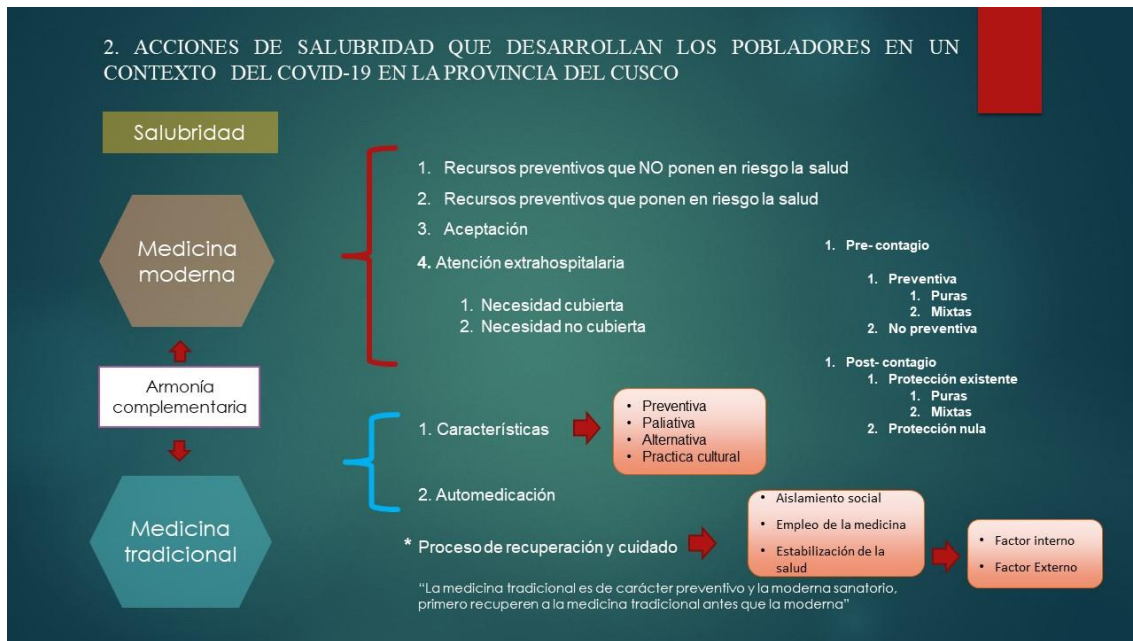 2. ACCIONES DE SALUBRIDAD QUE DESARROLLAN LOS POBLADORES EN UN
CONTEXTO DEL COVID-19 EN LA PROVINCIA DEL CUSCO
Salubridad
Medicina
moderna
Armonía
complementaria
Medicina
tradicional
1. Recursos preventivos que NO ponen en riesgo la salud
2. Recursos preventivos que ponen en riesgo la salud
3. Aceptación
4. Atención extrahospitalaria
1. Necesidad cubierta
2. Necesidad no cubierta
1. Pre- contagio
1. Preventiva
1. Puras
2. Mixtas
2. No preventiva
1. Post- contagio
1. Protección existente
1. Puras
2. Mixtas
2. Protección nula
1. Características
• Preventiva
• Paliativa
• Alternativa
• Practica cultural
2. Automedicación
* Proceso de recuperación y cuidado
• Aislamiento social
• Empleo de la medicina
• Estabilización de la
salud
• Factor interno
• Factor Externo
“La medicina tradicional es de carácter preventivo y la moderna sanatorio,
primero recuperen a la medicina tradicional antes que la moderna”